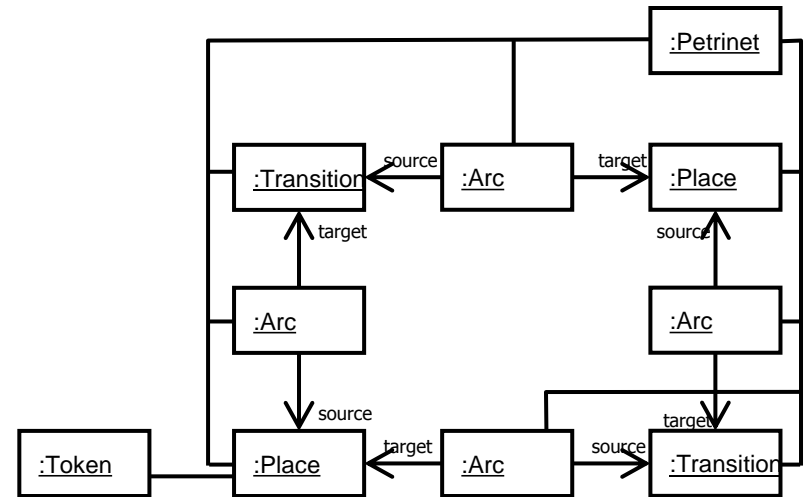 :Petrinet
source
target
:Transition
:Arc
:Place
target
source
:Arc
:Arc
source
target
target
source
:Token
:Place
:Arc
:Transition